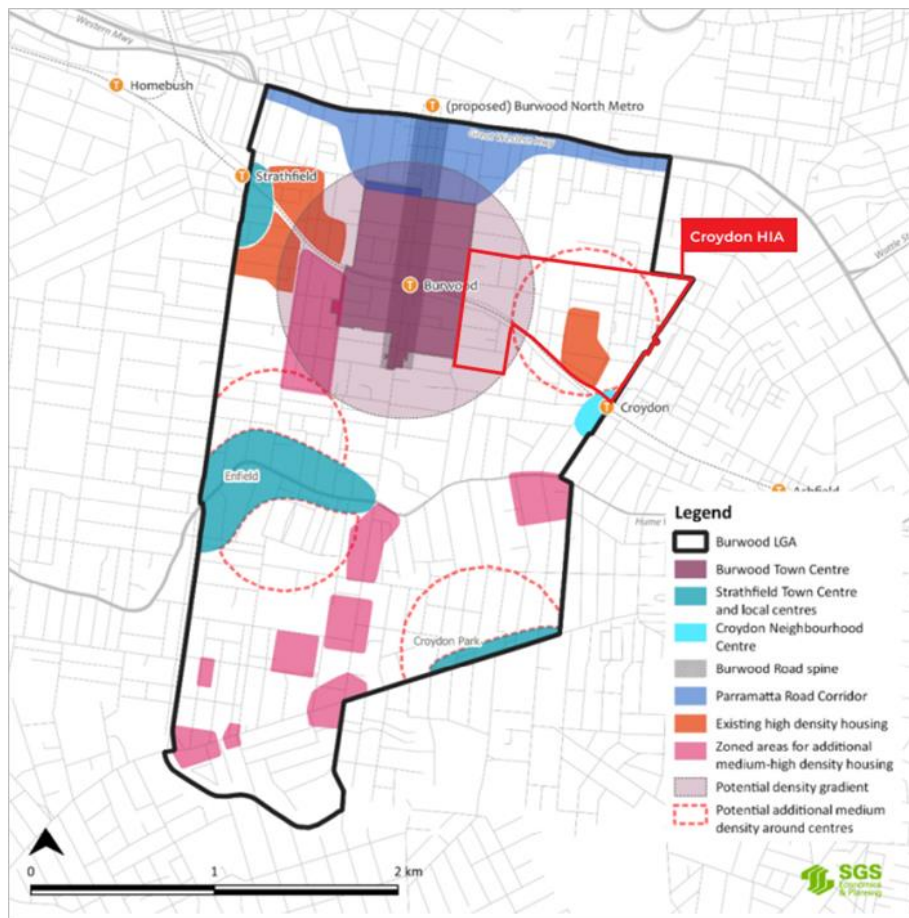 Western Mwy
Homebush
(proposed) Burwood North Metro
Great Western Hwy
Strathfield
Croydon HIA
Burwood
Croydon
Enfield
Croydon Park
Legend
Burwood LGA
Burwood Town Centre
Strathfield Town Centre
and local centres
Croydon Neighbourhood
Centre
Burwood Road spine
Parramatta Road Corridor
Existing high density housing
Zoned areas for additional
medium-high density housing
Potential density gradient
Potential additional medium
density around centres
0
1
2 km
SGS
Economics
& Planning